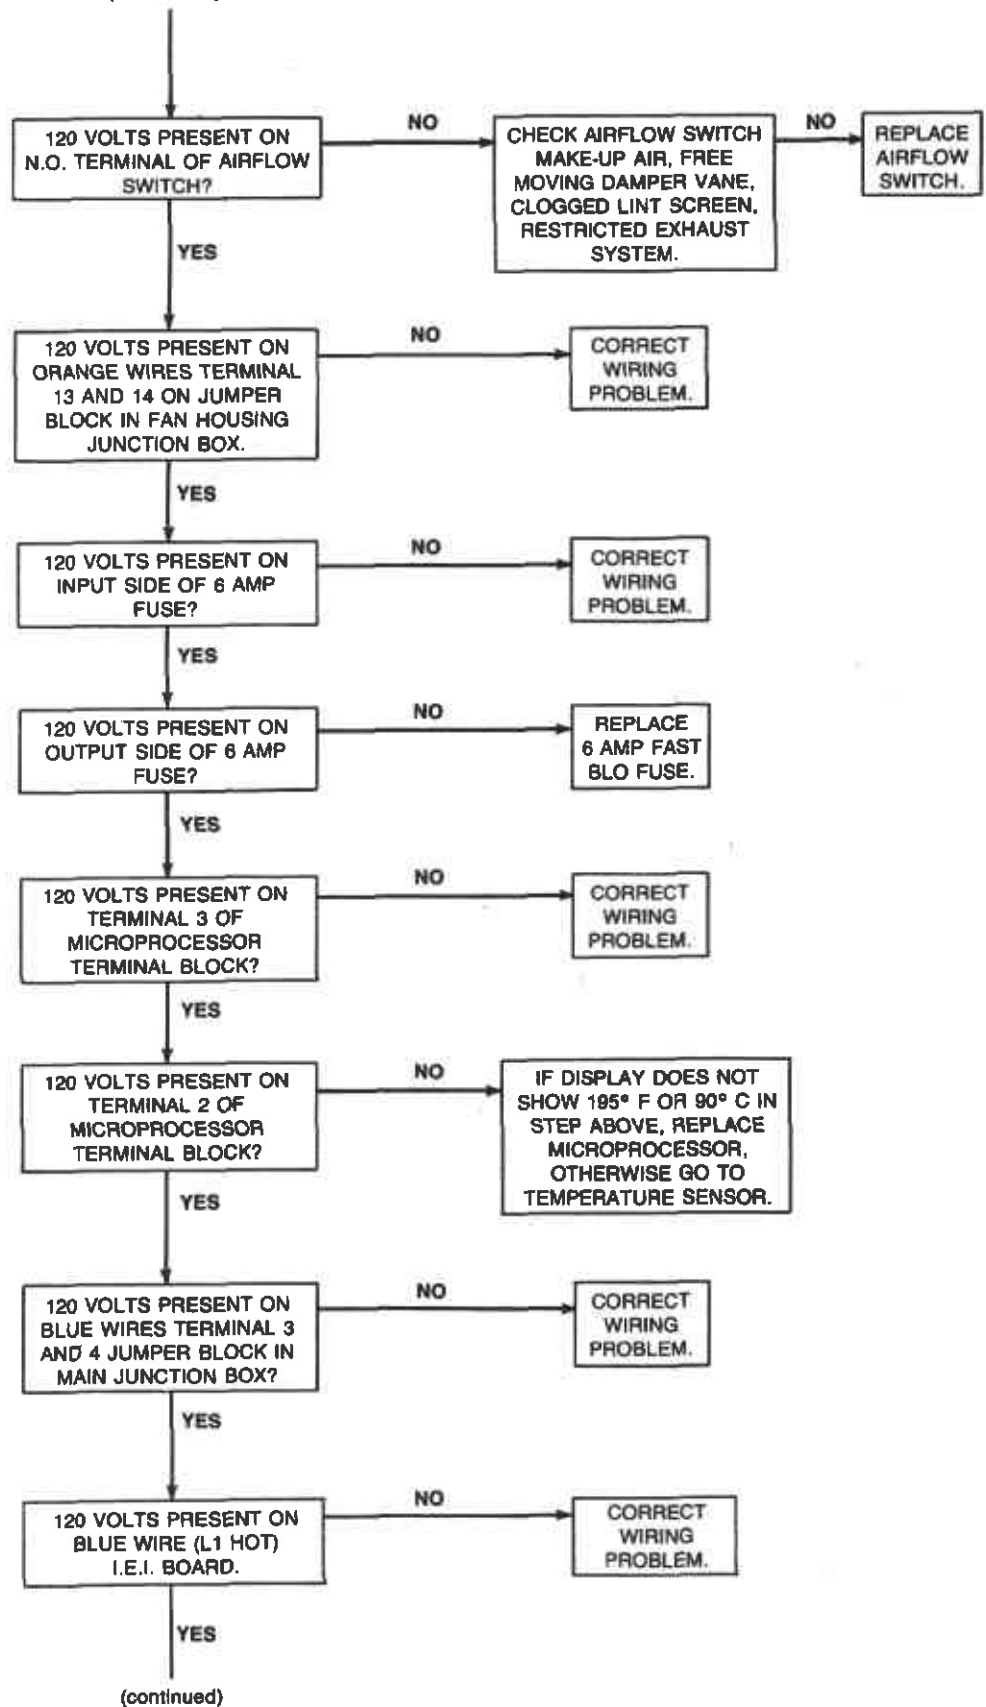 120 VOLTS PRESENT ON
N.O. TERMINAL OF AIRFLOW
SWITCH?
NO
CHECK AIRFLOW SWITCH
MAKE-UP AIR, FREE
MOVING DAMPER VANE,
CLOGGED LINT SCREEN,
RESTRICTED EXHAUST
SYSTEM.
NO
REPLACE
AIRFLOW
SWITCH.
YES
120 VOLTS PRESENT ON
ORANGE WIRES TERMINAL
13 AND 14 ON JUMPER
BLOCK IN FAN HOUSING
JUNCTION BOX.
NO
CORRECT
WIRING
PROBLEM.
YES
120 VOLTS PRESENT ON
INPUT SIDE OF 6 AMP
FUSE?
NO
CORRECT
WIRING
PROBLEM.
YES
120 VOLTS PRESENT ON
OUTPUT SIDE OF 6 AMP
FUSE?
NO
REPLACE
6 AMP FAST
BLO FUSE.
YES
120 VOLTS PRESENT ON
TERMINAL 3 OF
MICROPROCESSOR
TERMINAL BLOCK?
NO
CORRECT
WIRING
PROBLEM.
YES
120 VOLTS PRESENT ON
TERMINAL 2 OF
MICROPROCESSOR
TERMINAL BLOCK?
NO
IF DISPLAY DOES NOT
SHOW 195° F OR 90° C IN
STEP ABOVE, REPLACE
MICROPROCESSOR,
OTHERWISE GO TO
TEMPERATURE SENSOR.
YES
120 VOLTS PRESENT ON
BLUE WIRES TERMINAL 3
AND 4 JUMPER BLOCK IN
MAIN JUNCTION BOX?
NO
CORRECT
WIRING
PROBLEM.
YES
120 VOLTS PRESENT ON
BLUE WIRE (L1 HOT)
I.E.I. BOARD.
NO
CORRECT
WIRING
PROBLEM.
YES
(continued)